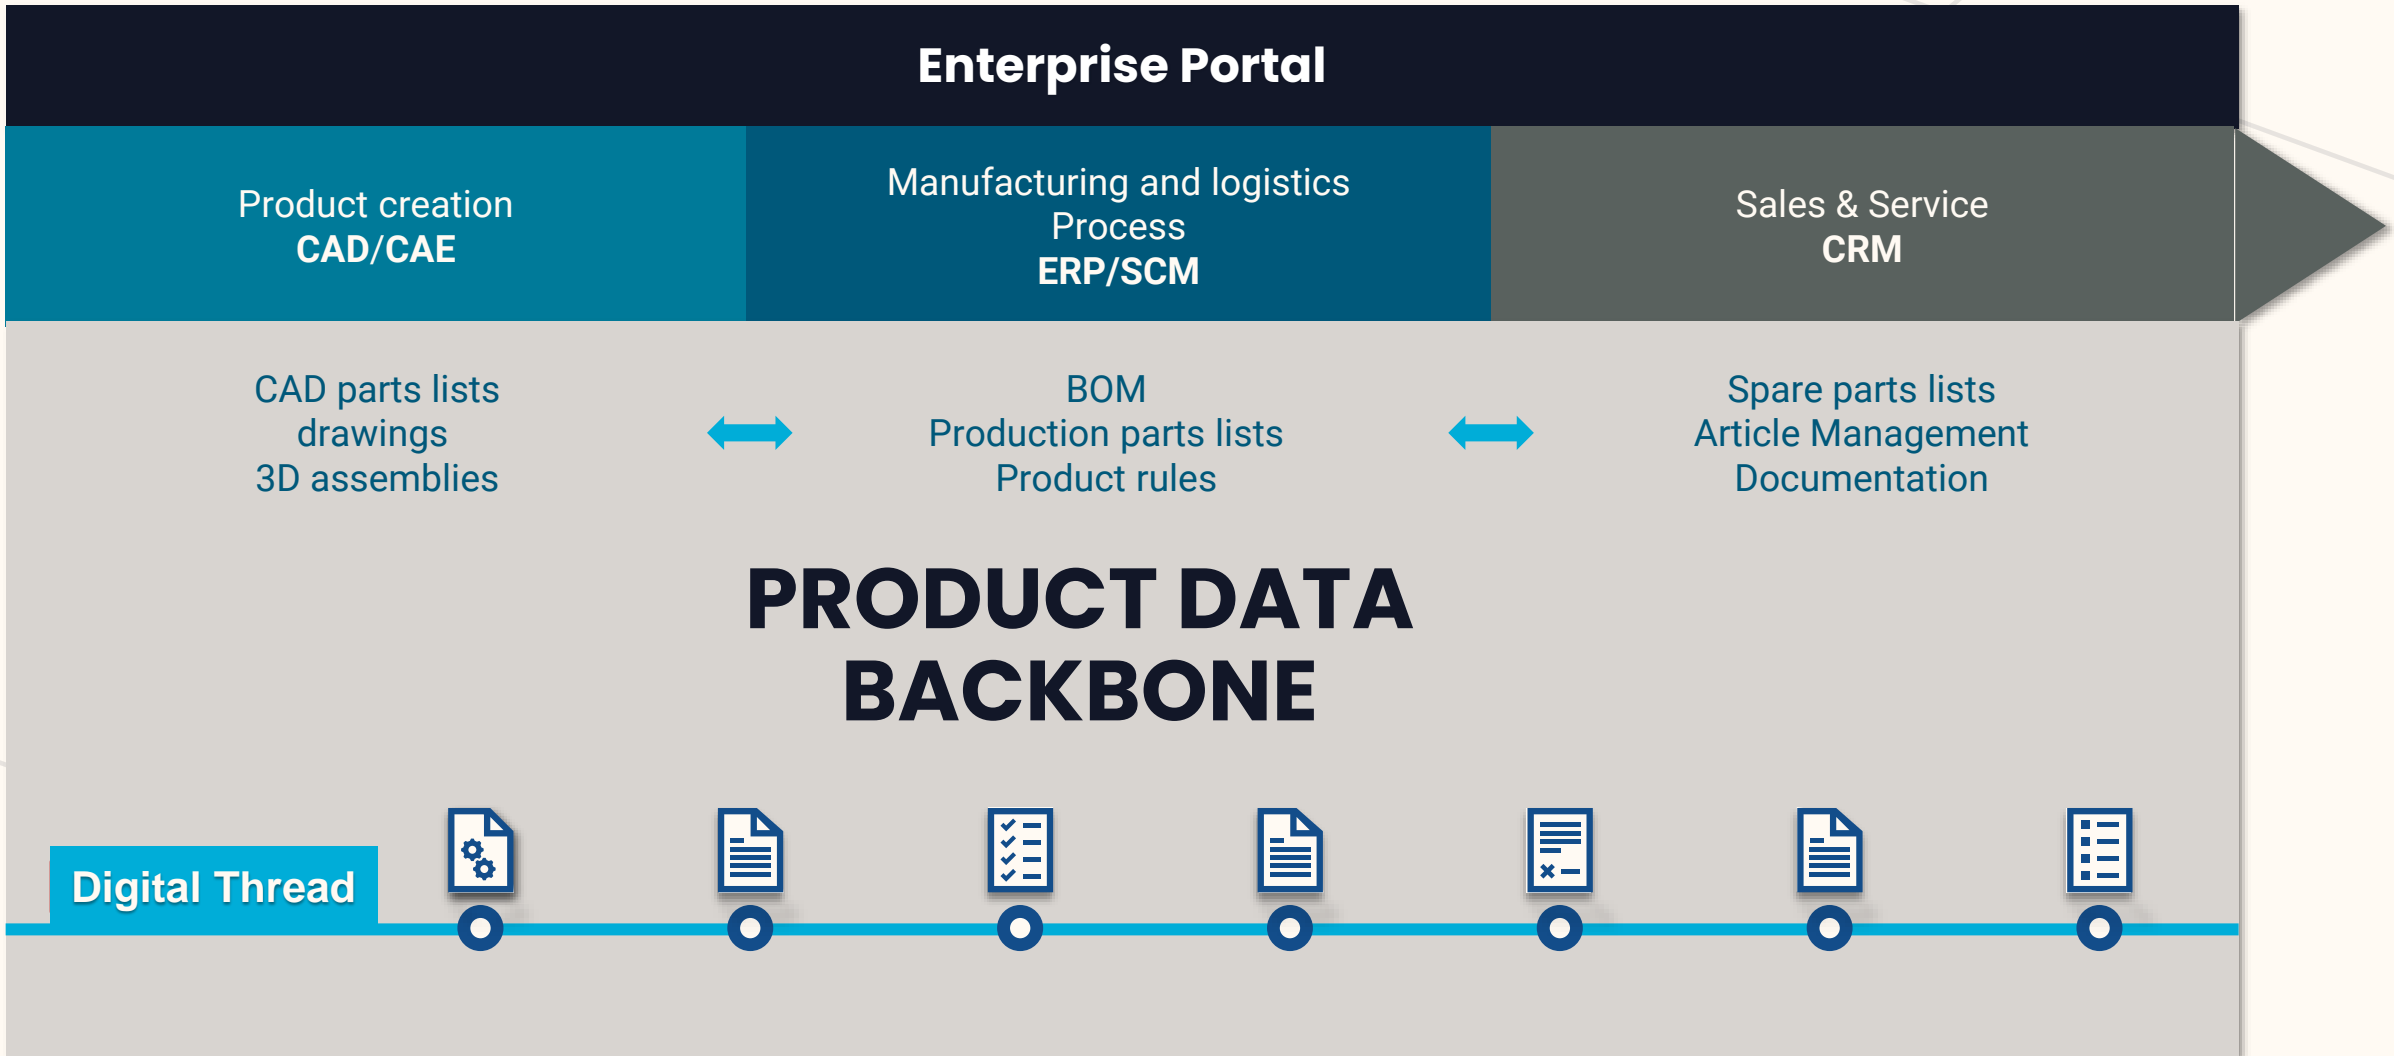 Enterprise Portal
Product creation
CAD/CAE
Manufacturing and logistics
Process
ERP/SCM
Sales & Service
CRM
CAD parts lists
drawings
3D assemblies
BOM
Production parts lists
Product rules
Spare parts lists
Article Management
Documentation
PRODUCT DATA
BACKBONE
Digital Thread